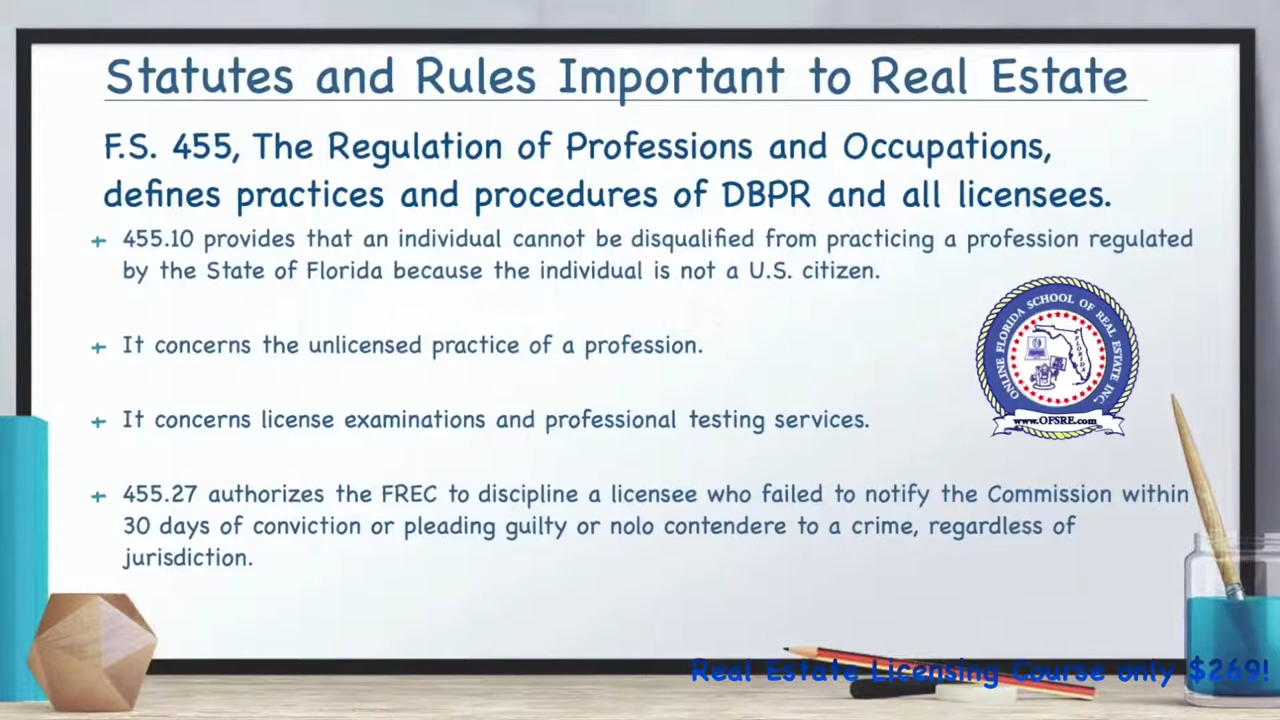 Statutes and Rules Important to Real Estate
F.S. 455, The Regulation of Professions and Occupations,
defines practices and procedures of DBPR and all licensees.
+ 455.10 provides that an individual cannot be disqualified from practicing a profession regulated
by the State of Florida because the individual is not a U.S. citizen.
+ It concerns the unlicensed practice of a profession.
ONLINE FLORIDA SCHOOL OF REAL ESTATE INC.
FLORIDA
www.OFSRE.com
+ It concerns license examinations and professional testing services.
+ 455.27 authorizes the FREC to discipline a licensee who failed to notify the Commission within
30 days of conviction or pleading guilty or nolo contendere to a crime, regardless of
jurisdiction.
Real Estate Licensing Course only $269!